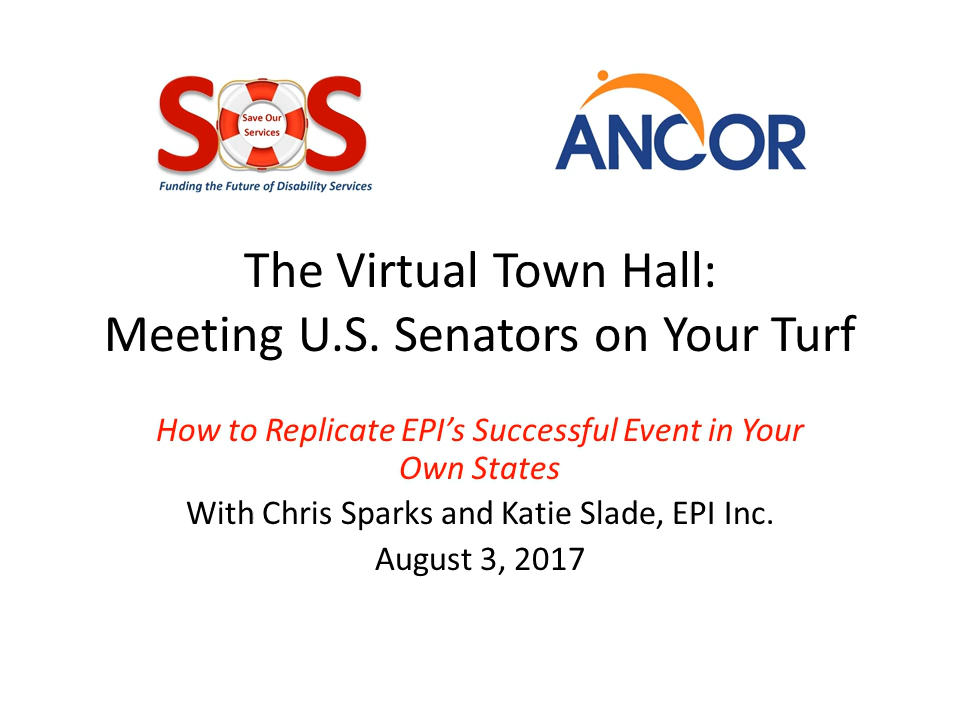 SOS
Save Our
Services
Funding the Future of Disability Services
ANCOR
The Virtual Town Hall:
Meeting U.S. Senators on Your Turf
How to Replicate EPI’s Successful Event in Your
Own States
With Chris Sparks and Katie Slade, EPI Inc.
August 3, 2017